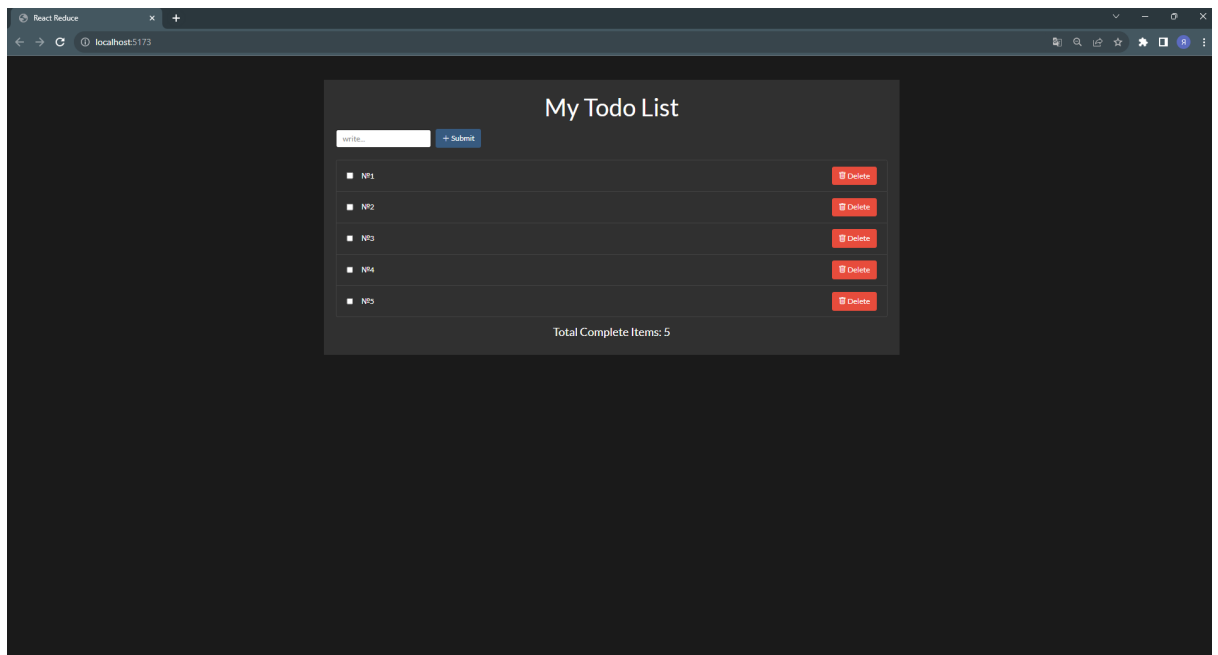 React Reduce
localhost:5173
Я
My Todo List
write...
+ Submit
№1 Delete
№2 Delete
№3 Delete
№4 Delete
№5 Delete
Total Complete Items: 5